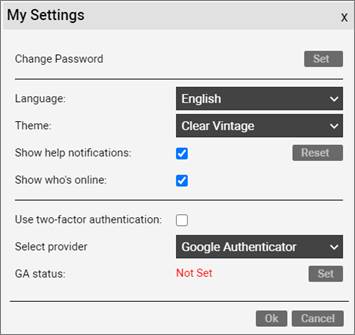 My Settings x
Change Password Set
Language: English
Theme: Clear Vintage
Show help notifications: Reset
Show who's online:
Use two-factor authentication:
Select provider Google Authenticator
GA status: Not Set Set
Ok Cancel